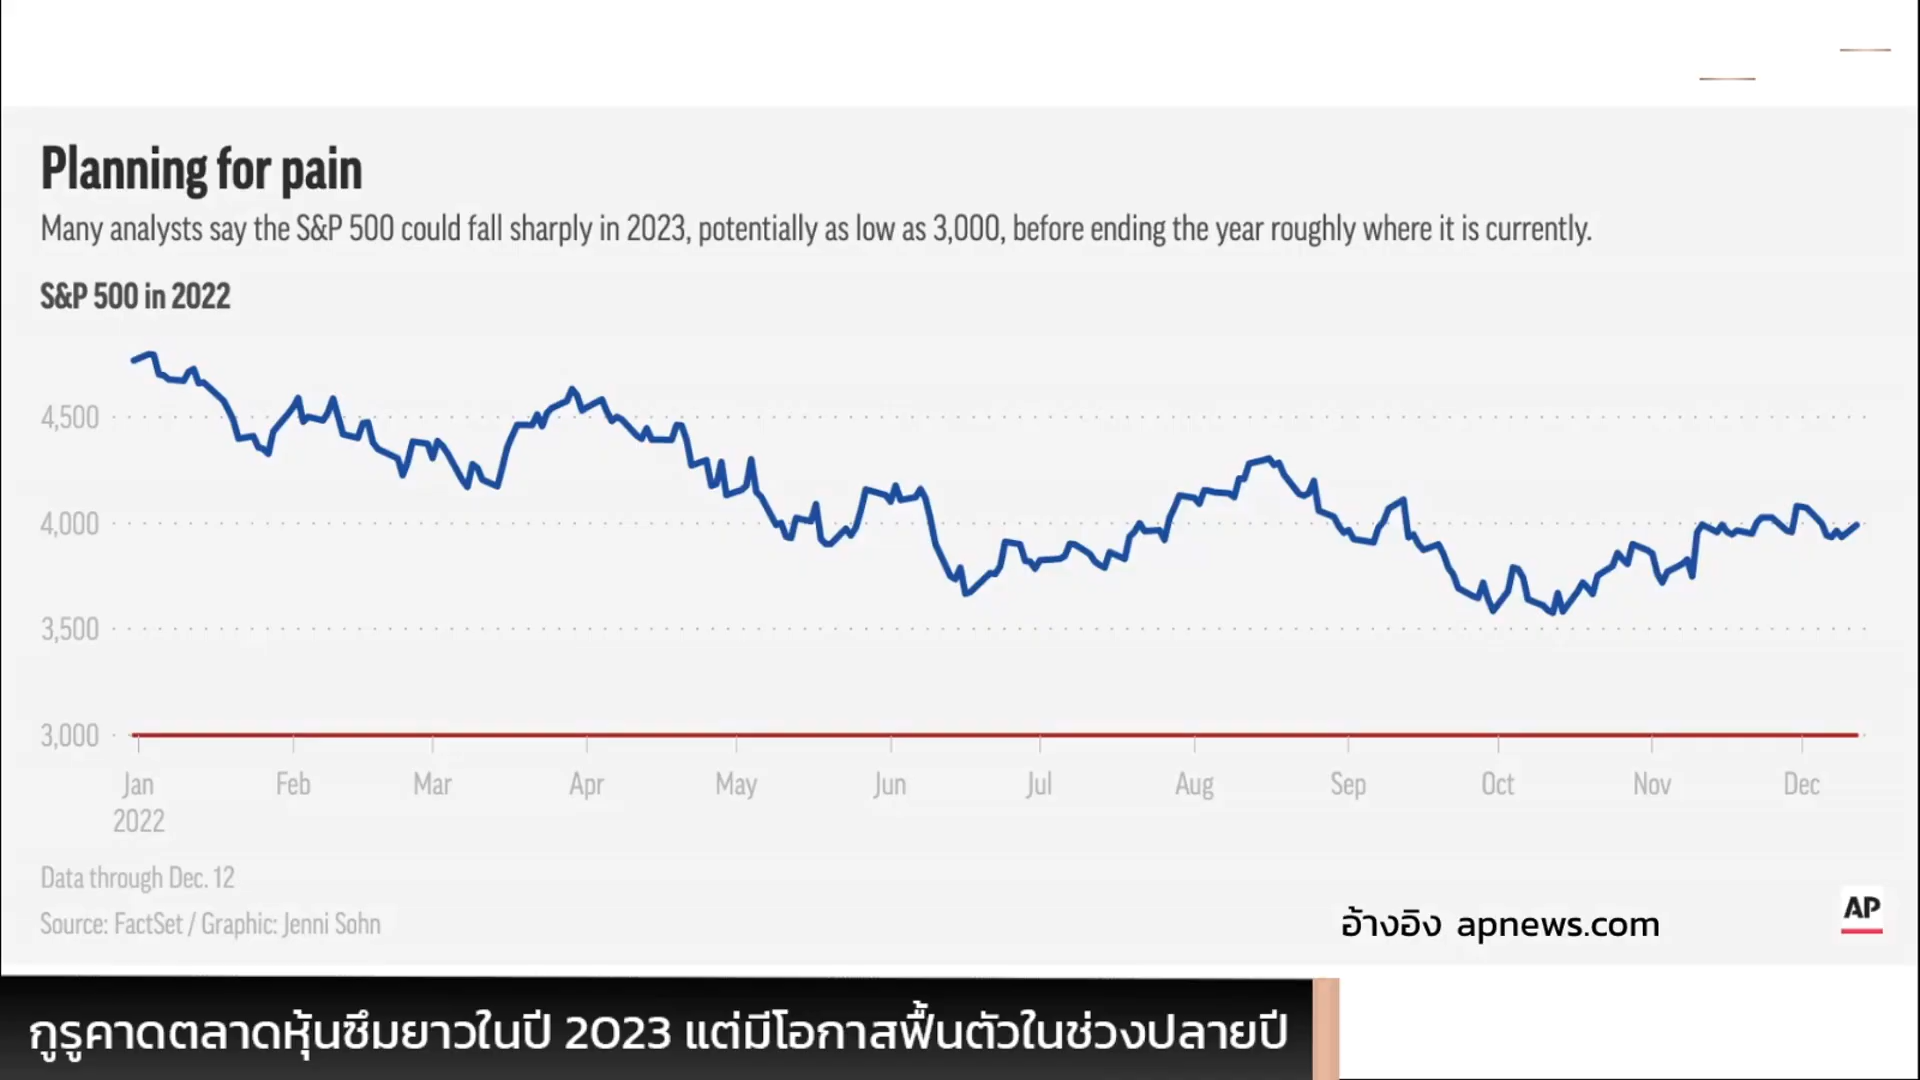 Planning for pain
Many analysts say the S&P 500 could fall sharply in 2023, potentially as low as 3,000, before ending the year roughly where it is currently.
S&P 500 in 2022
4,500
4,000
3,500
3,000
Jan Feb Mar Apr May Jun Jul Aug Sep Oct Nov Dec
2022
Data through Dec. 12
Source: FactSet / Graphic: Jenni Sohn
อ้างอิง apnews.com
AP
กูรูคาดตลาดหุ้นซึมยาวในปี 2023 แต่มีโอกาสฟื้นตัวในช่วงปลายปี